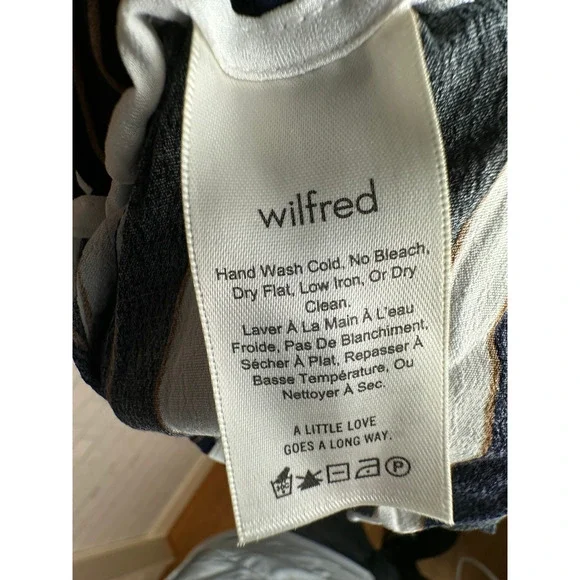 wilfred
Hand Wash Cold, No Bleach,
Dry Flat, Low Iron, Or Dry
Clean.
Laver À La Main À L'eau
Froide, Pas De Blanchiment,
Sécher À Plat, Repasser À
Basse Température, Ou
Nettoyer À Sec.
A LITTLE LOVE
GOES A LONG WAY.
P